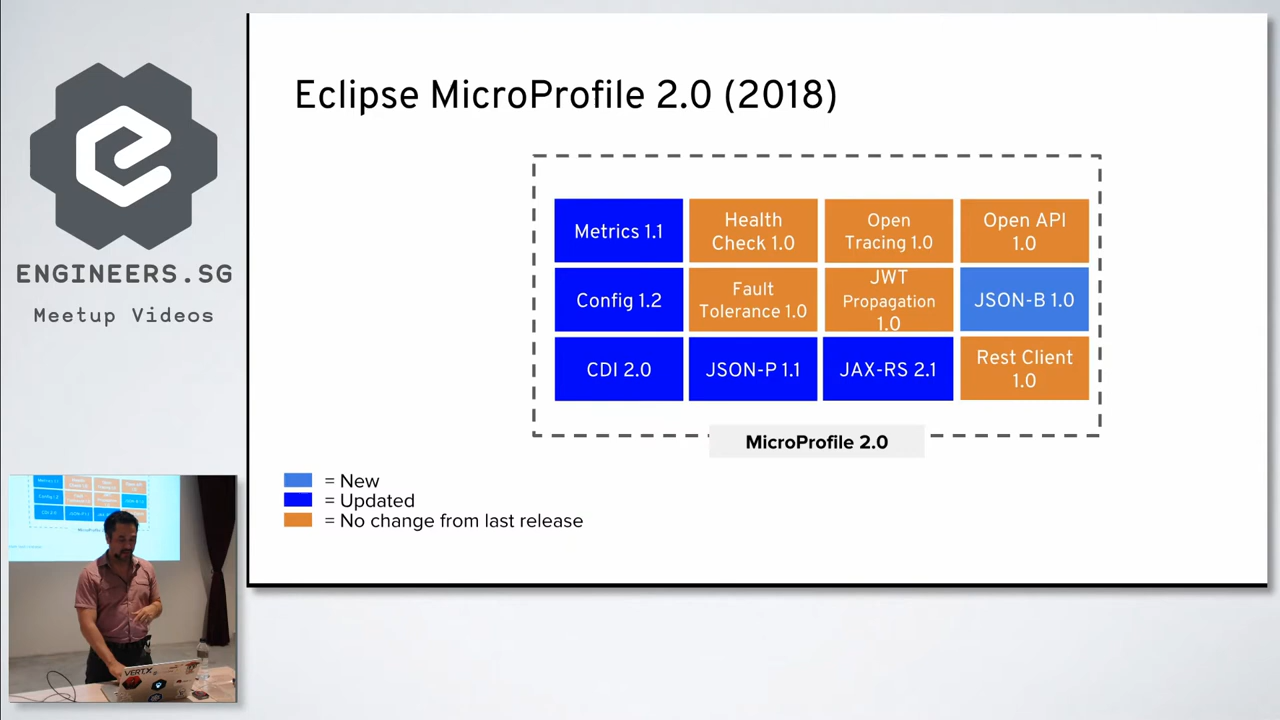 Eclipse MicroProfile 2.0 (2018)
ENGINEERS.SG
Meetup Videos
Metrics 1.1
Health
Check 1.0
Open
Tracing 1.0
Open API
1.0
Config 1.2
Fault
Tolerance 1.0
JWT
Propagation
1.0
JSON-B 1.0
CDI 2.0
JSON-P 1.1
JAX-RS 2.1
Rest Client
1.0
MicroProfile 2.0
= New
= Updated
= No change from last release
VERT.X